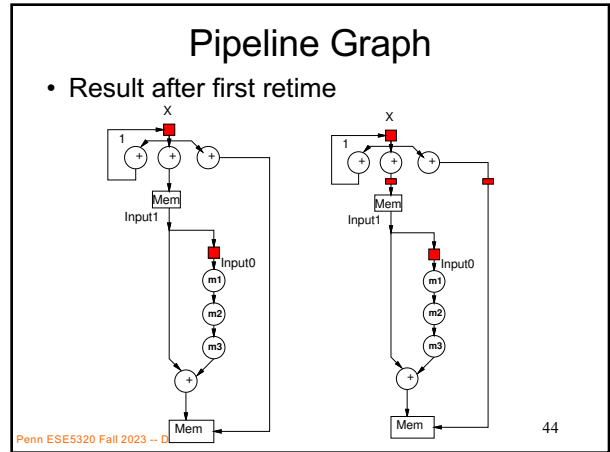 Pipeline Graph
• Result after first retime
X
1
+ + +
Mem
Input1
Input0
m1
m2
m3
+
Mem
X
1
+ + +
Mem
Input1
Input0
m1
m2
m3
+
Mem
Penn ESE5320 Fall 2023 -- D
44